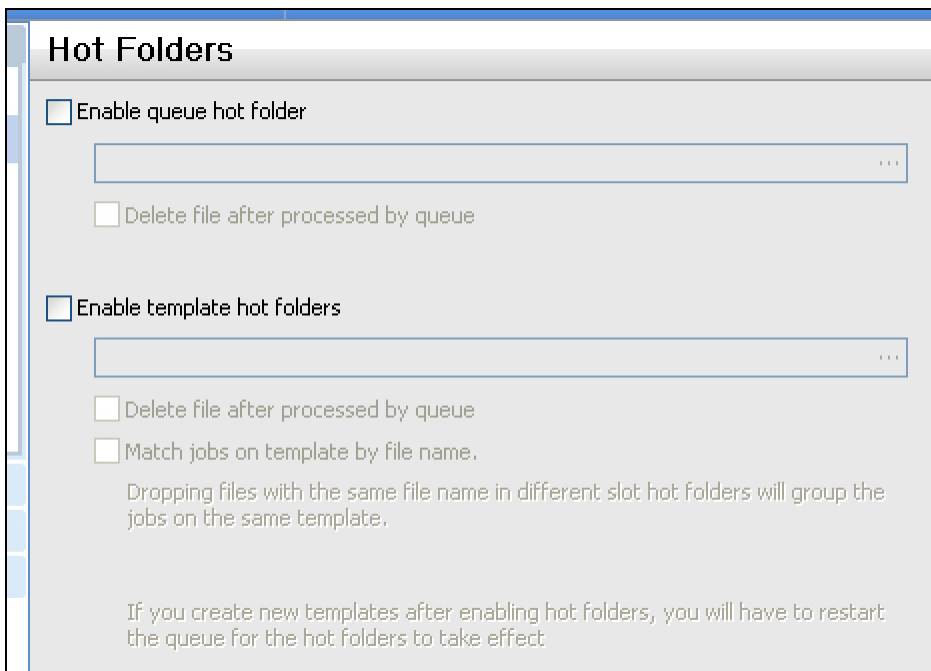 Hot Folders
Enable queue hot folder
...
Delete file after processed by queue
Enable template hot folders
...
Delete file after processed by queue
Match jobs on template by file name.
Dropping files with the same file name in different slot hot folders will group the
jobs on the same template.
If you create new templates after enabling hot folders, you will have to restart
the queue for the hot folders to take effect